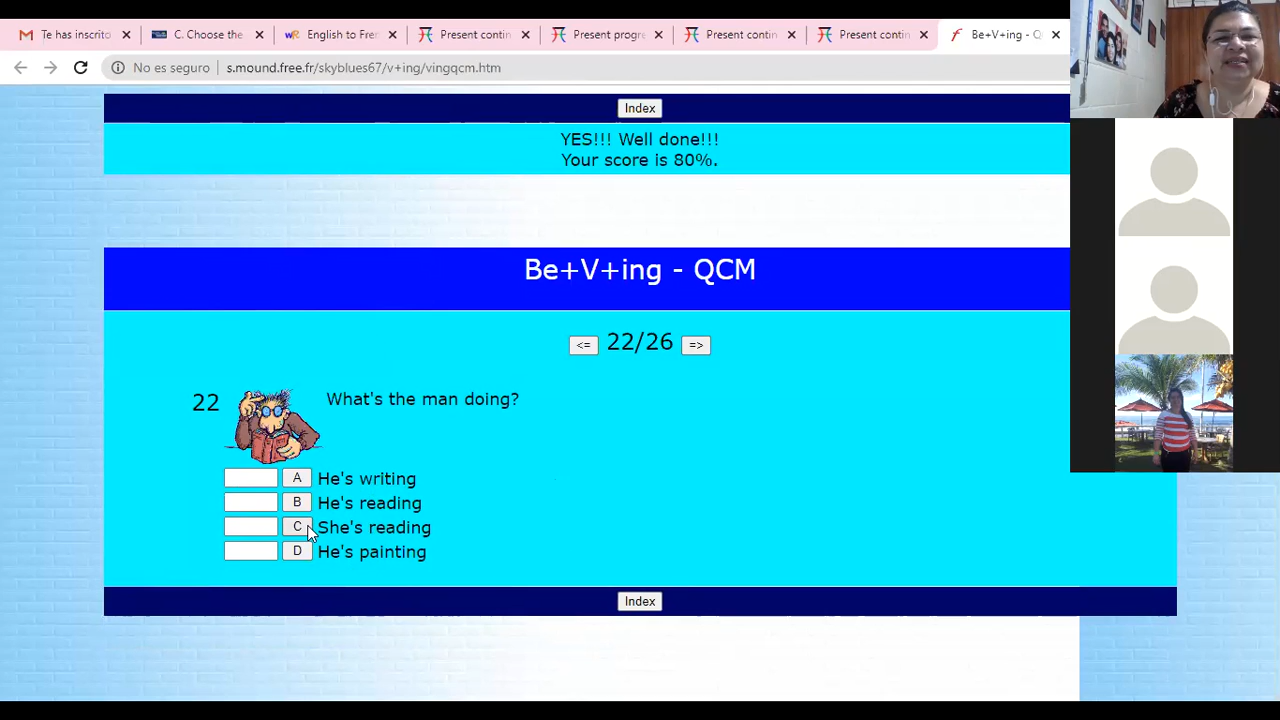 Te has inscrito
C. Choose the
English to Fren
Present contin
Present progre
Present contin
Present contin
Be+V+ing - Q
No es seguro
s.mound.free.fr/skyblues67/v+ing/vingqcm.htm
Index
YES!!! Well done!!!
Your score is 80%.
Be+V+ing - QCM
<= 22/26 =>
22 What's the man doing?
A He's writing
B He's reading
C She's reading
D He's painting
Index